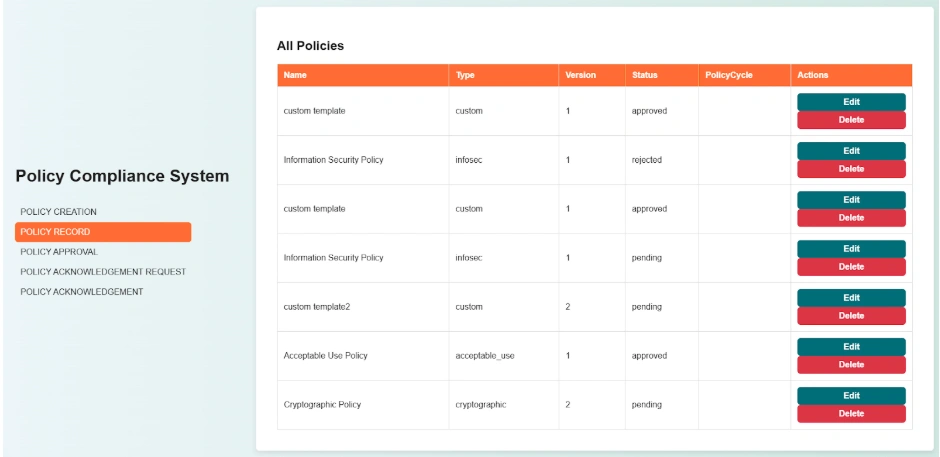 Policy Compliance System
POLICY CREATION
POLICY RECORD
POLICY APPROVAL
POLICY ACKNOWLEDGEMENT REQUEST
POLICY ACKNOWLEDGEMENT
All Policies
Name Type Version Status PolicyCycle Actions
custom template custom 1 approved Edit
Delete
Information Security Policy infosec 1 rejected Edit
Delete
custom template custom 1 approved Edit
Delete
Information Security Policy infosec 1 pending Edit
Delete
custom template2 custom 2 pending Edit
Delete
Acceptable Use Policy acceptable_use 1 approved Edit
Delete
Cryptographic Policy cryptographic 2 pending Edit
Delete